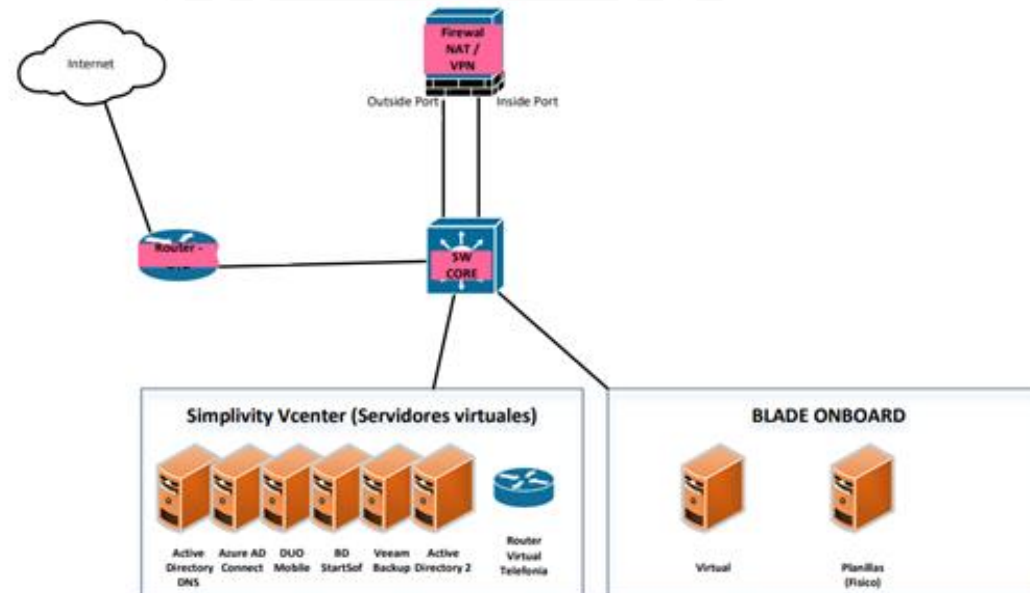 Internet
Firewal
NAT /
VPN
Outside Port
Inside Port
Router -
SW
CORE
Simplivity Vcenter (Servidores virtuales)
Active
Directory
DNS
Azure AD
Connect
DUO
Mobile
BD
StartSof
Veeam
Backup
Active
Directory 2
Router
Virtual
Telefonia
BLADE ONBOARD
Virtual
Planillas
(Fisico)